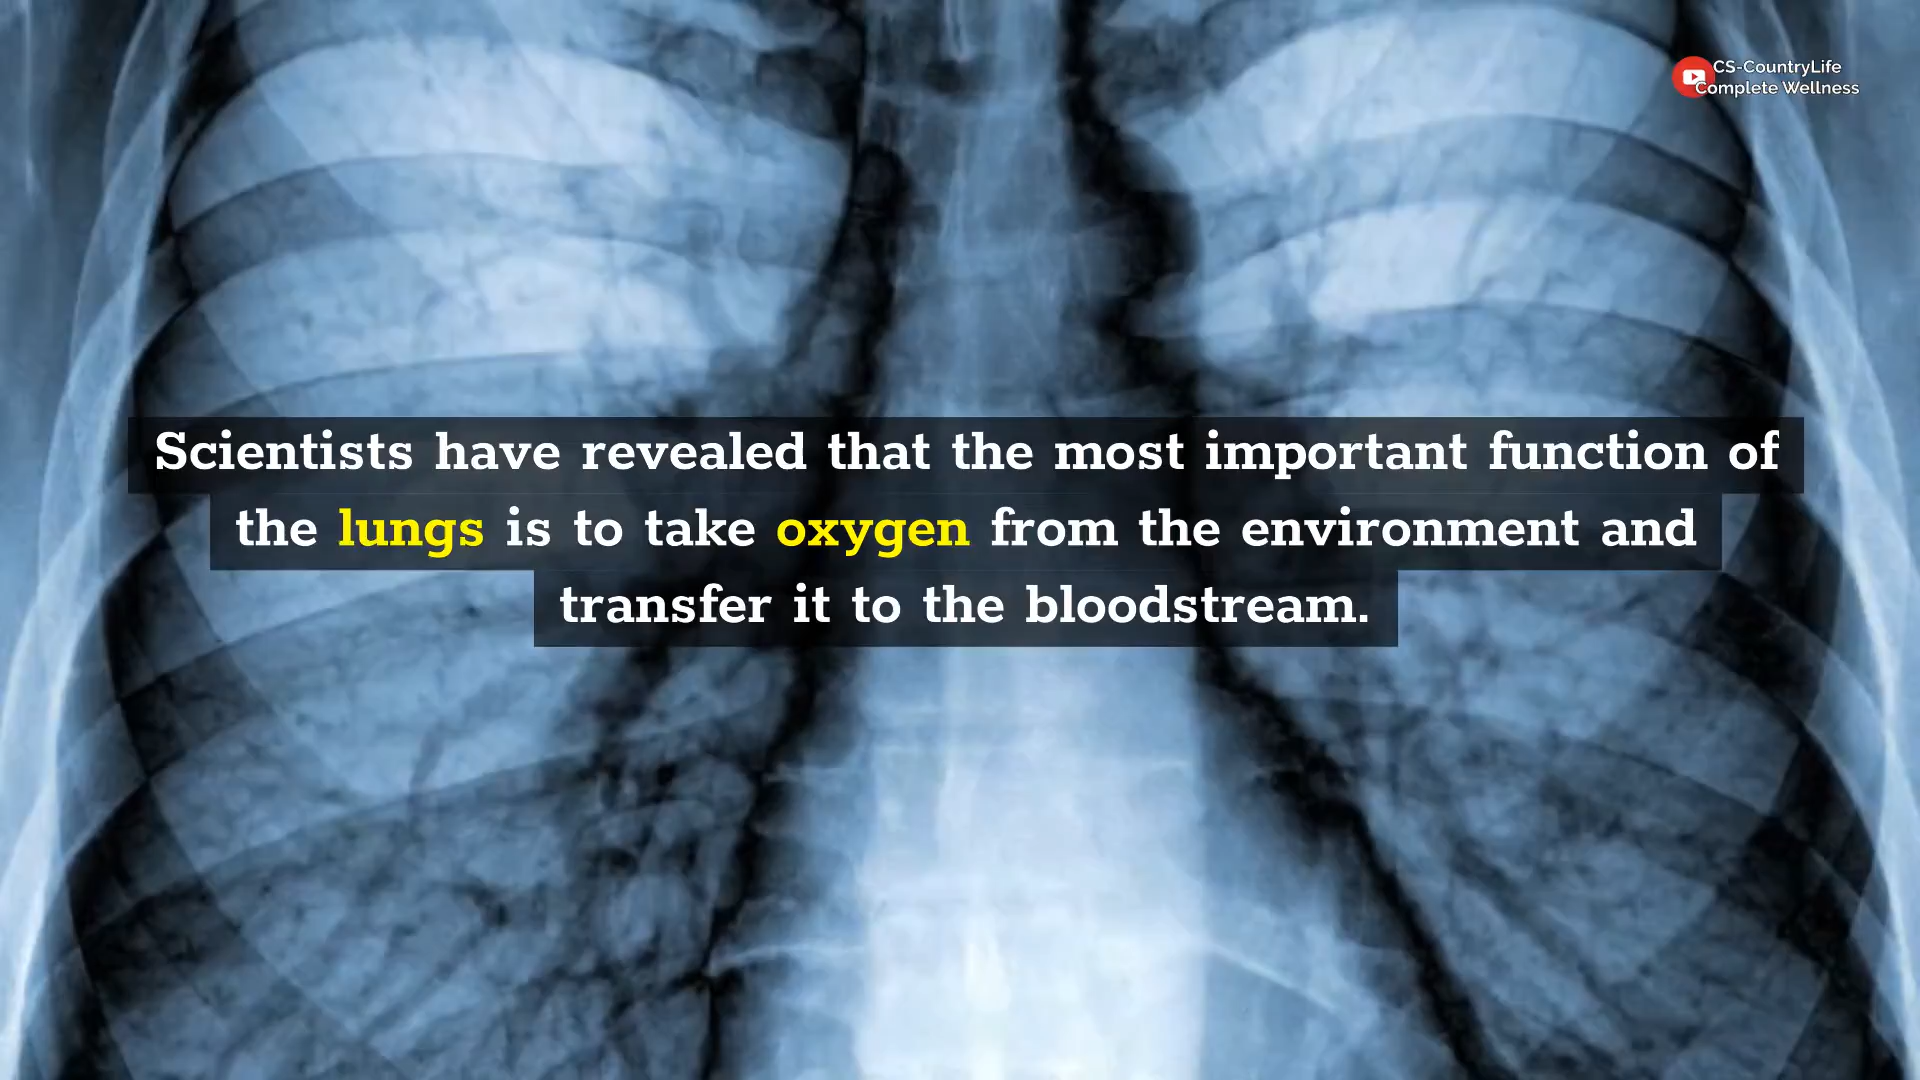 CS-CountryLife
Complete Wellness
Scientists have revealed that the most important function of
the lungs is to take oxygen from the environment and
transfer it to the bloodstream.